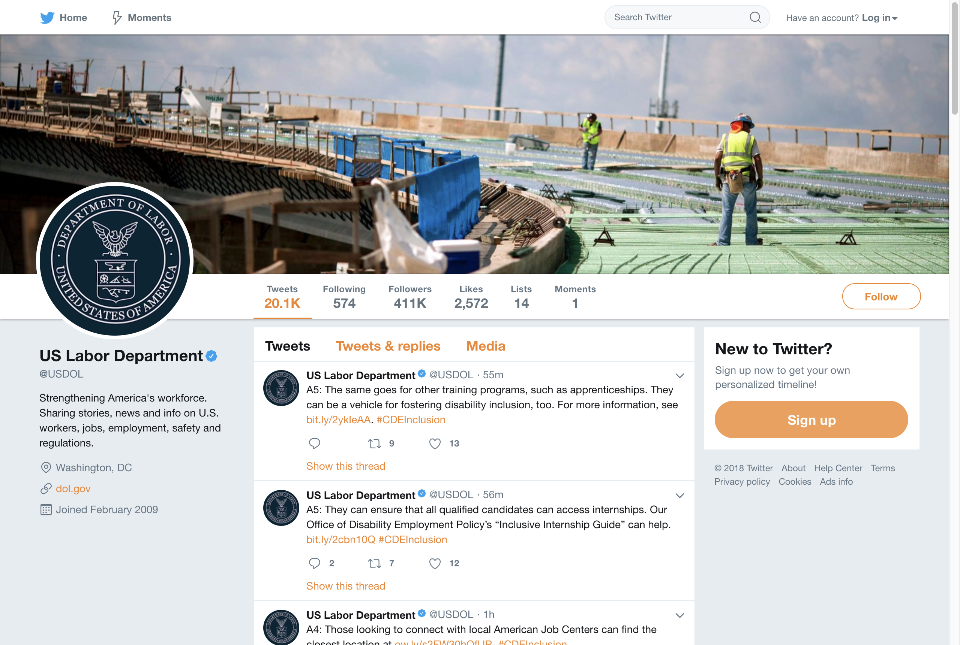 Home
Moments
Search Twitter
Have an account? Log in
DEPARTMENT OF LABOR
UNITED STATES OF AMERICA
Tweets
20.1K
Following
574
Followers
411K
Likes
2,572
Lists
14
Moments
1
Follow
US Labor Department
@USDOL
Strengthening America's workforce.
Sharing stories, news and info on U.S.
workers, jobs, employment, safety and
regulations.
Washington, DC
dol.gov
Joined February 2009
Tweets Tweets & replies Media
US Labor Department @USDOL · 55m
A5: The same goes for other training programs, such as apprenticeships. They
can be a vehicle for fostering disability inclusion, too. For more information, see
bit.ly/2ykIeAA. #CDEInclusion
9 13
Show this thread
US Labor Department @USDOL · 56m
A5: They can ensure that all qualified candidates can access internships. Our
Office of Disability Employment Policy's “Inclusive Internship Guide” can help.
bit.ly/2cbn10Q #CDEInclusion
2 7 12
Show this thread
US Labor Department @USDOL · 1h
A4: Those looking to connect with local American Job Centers can find the
closest location at #CDEInclusion
New to Twitter?
Sign up now to get your own
personalized timeline!
Sign up
© 2018 Twitter About Help Center Terms
Privacy policy Cookies Ads info